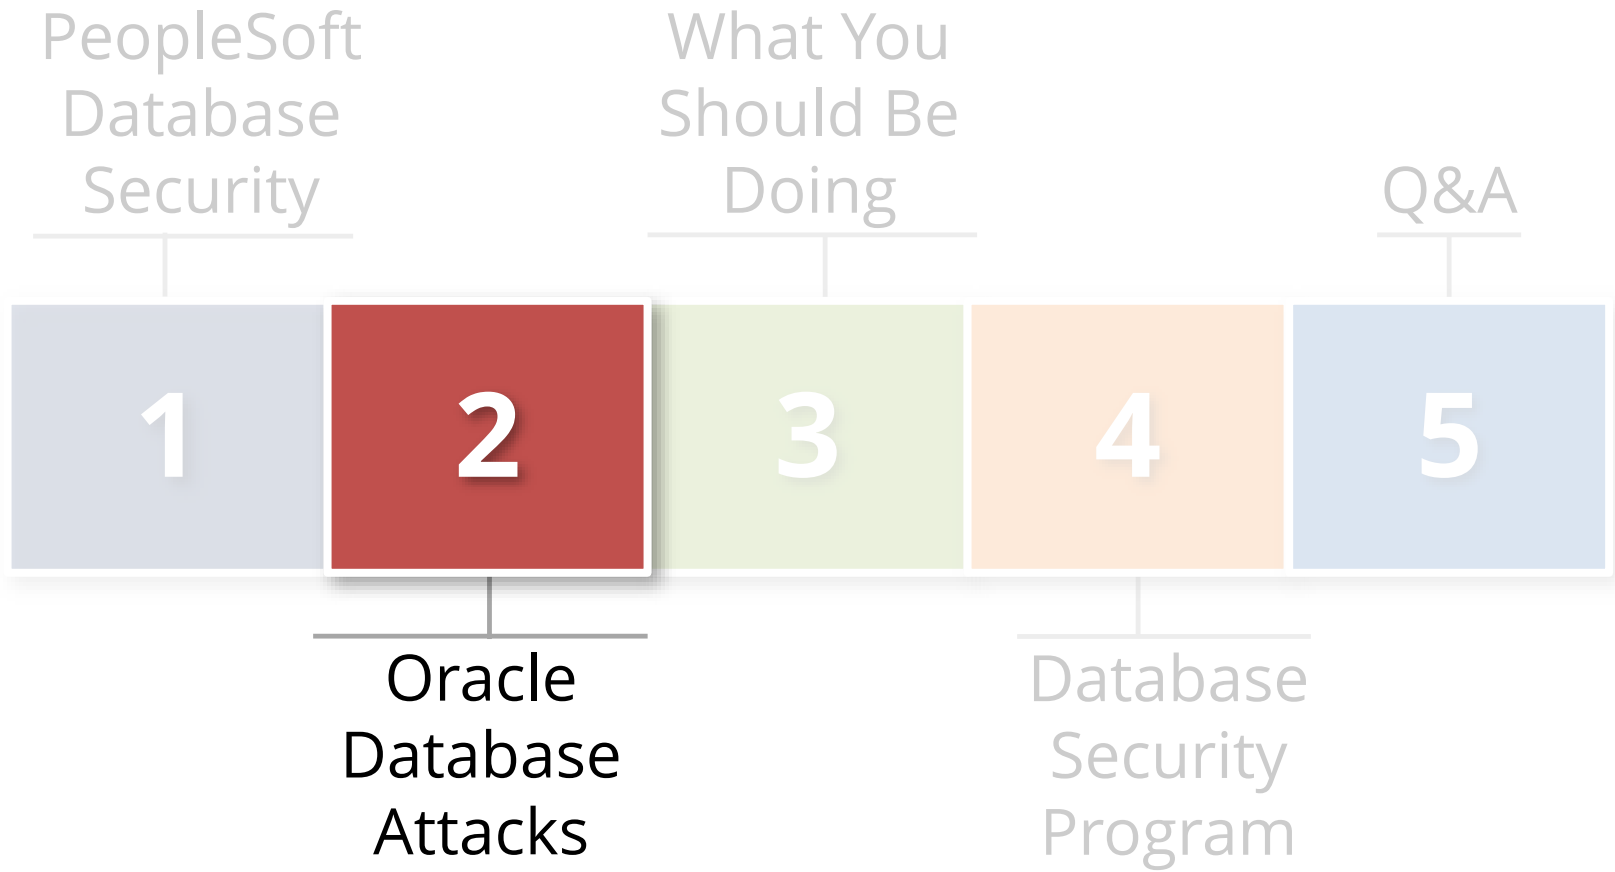 PeopleSoft
Database
Security
What You
Should Be
Doing
Q&A
1
2
3
4
5
Oracle
Database
Attacks
Database
Security
Program